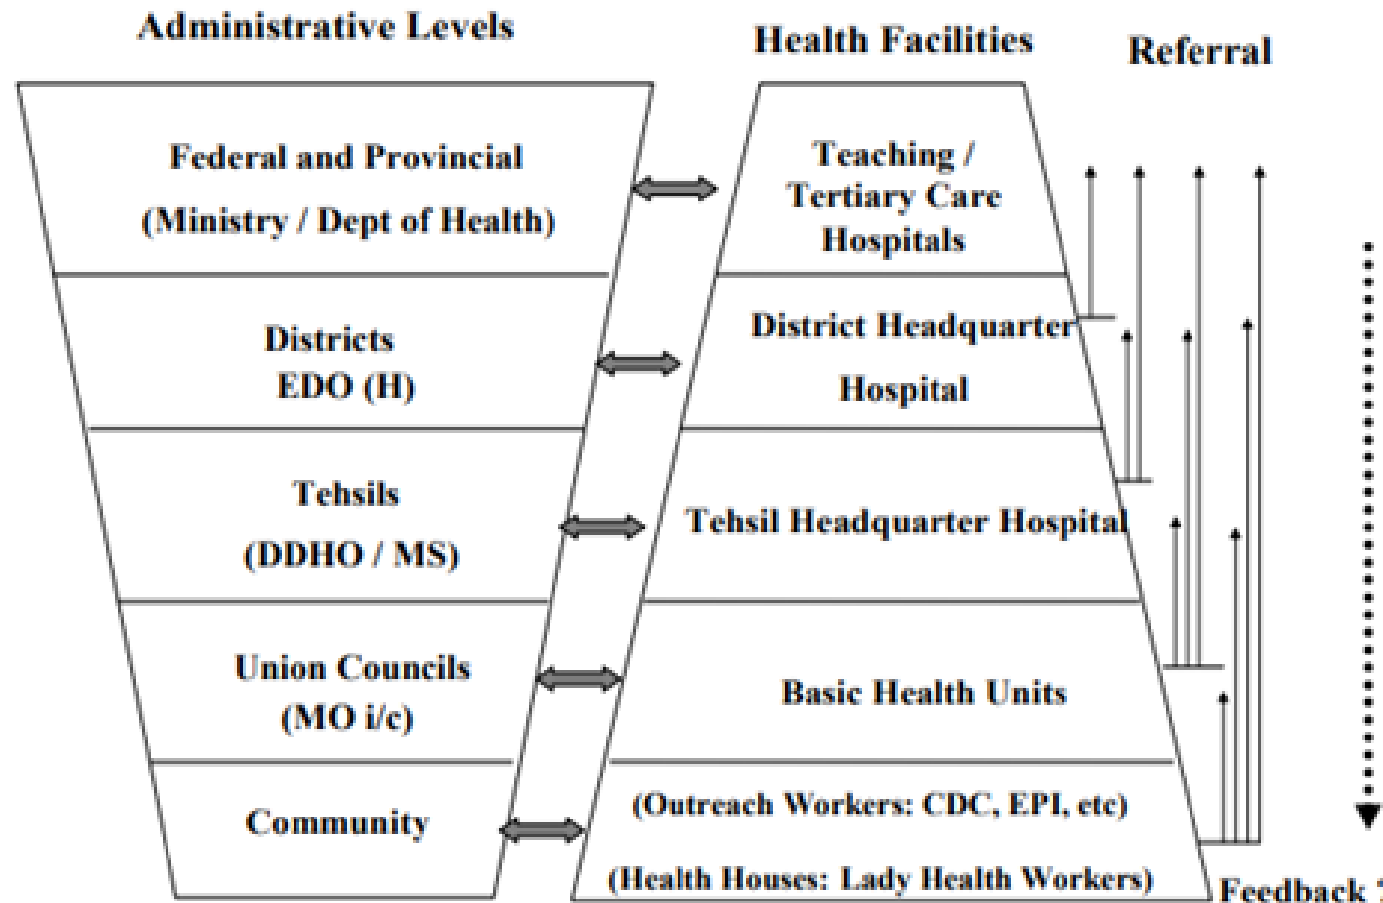 Administrative Levels
Health Facilities
Referral
Federal and Provincial
(Ministry / Dept of Health)
Teaching /
Tertiary Care
Hospitals
Districts
EDO (H)
District Headquarter
Hospital
Tehsils
(DDHO / MS)
Tehsil Headquarter Hospital
Union Councils
(MO i/c)
Basic Health Units
Community
(Outreach Workers: CDC, EPI, etc)
(Health Houses: Lady Health Workers)
Feedback ?